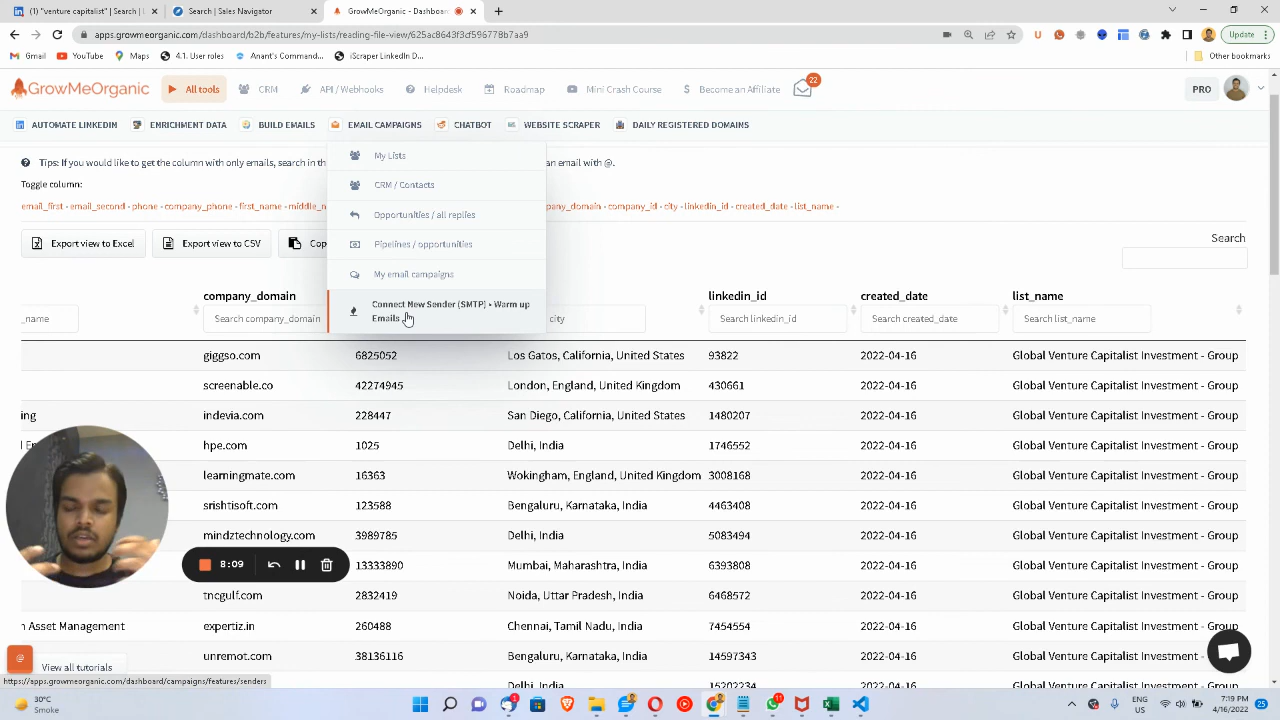 (1) "venture capitalist" | Search | L
Search | Sales Navigator
GrowMeOrganic - Dashboar
apps.growmeorganic.com/dashboard/b2b/features/my-lists/reading-file-view/625ac8643f3cf596778b7aa9
Update
Gmail
YouTube
Maps
4.1. User roles
Anant's Command...
iScraper LinkedIn D...
Other bookmarks
GrowMeOrganic
All tools
CRM
API / Webhooks
Helpdesk
Roadmap
Mini Crash Course
$ Become an Affiliate
22
PRO
AUTOMATE LINKEDIN
ENRICHMENT DATA
BUILD EMAILS
EMAIL CAMPAIGNS
CHATBOT
WEBSITE SCRAPER
DAILY REGISTERED DOMAINS
Tips: If you would like to get the column with only emails, search in th
an email with @.
Toggle column:
email_first - email_second - phone - company_phone - first_name - middle_n
company_domain - company_id - city - linkedin_id - created_date - list_name -
My Lists
CRM / Contacts
Opportunities / all replies
Pipelines / opportunities
My email campaigns
Connect New Sender (SMTP) • Warm up
Emails
Export view to Excel
Export view to CSV
Cop
Search
company_domain
linkedin_id
created_date
list_name
_name
Search company_domain
city
Search linkedin_id
Search created_date
Search list_name
giggso.com 6825052 Los Gatos, California, United States 93822 2022-04-16 Global Venture Capitalist Investment - Group
screenable.co 42274945 London, England, United Kingdom 430661 2022-04-16 Global Venture Capitalist Investment - Group
ing indevia.com 228447 San Diego, California, United States 1480207 2022-04-16 Global Venture Capitalist Investment - Group
hpe.com 1025 Delhi, India 1746552 2022-04-16 Global Venture Capitalist Investment - Group
learningmate.com 16363 Wokingham, England, United Kingdom 3008168 2022-04-16 Global Venture Capitalist Investment - Group
srishtisoft.com 123588 Bengaluru, Karnataka, India 4463408 2022-04-16 Global Venture Capitalist Investment - Group
mindztechnology.com 3989785 Delhi, India 5083494 2022-04-16 Global Venture Capitalist Investment - Group
13333890 Mumbai, Maharashtra, India 6393808 2022-04-16 Global Venture Capitalist Investment - Group
8:09
tncgulf.com 2832419 Noida, Uttar Pradesh, India 6468572 2022-04-16 Global Venture Capitalist Investment - Group
n Asset Management expertiz.in 260488 Chennai, Tamil Nadu, India 7454554 2022-04-16 Global Venture Capitalist Investment - Group
unremot.com 38136116 Bengaluru, Karnataka, India 14597343 2022-04-16 Global Venture Capitalist Investment - Group
@
View all tutorials
https://apps.growmeorganic.com/dashboard/campaigns/features/senders
30°C
Smoke
ENG
US
7:19 PM
4/16/2022
25